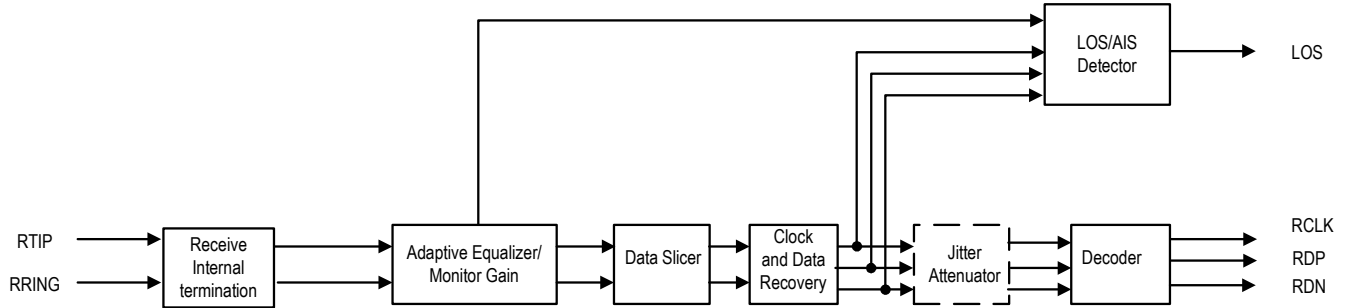 LOS/AIS
Detector
LOS
RTIP
RRING
Receive
Internal
termination
Adaptive Equalizer/
Monitor Gain
Data Slicer
Clock
and Data
Recovery
Jitter
Attenuator
Decoder
RCLK
RDP
RDN